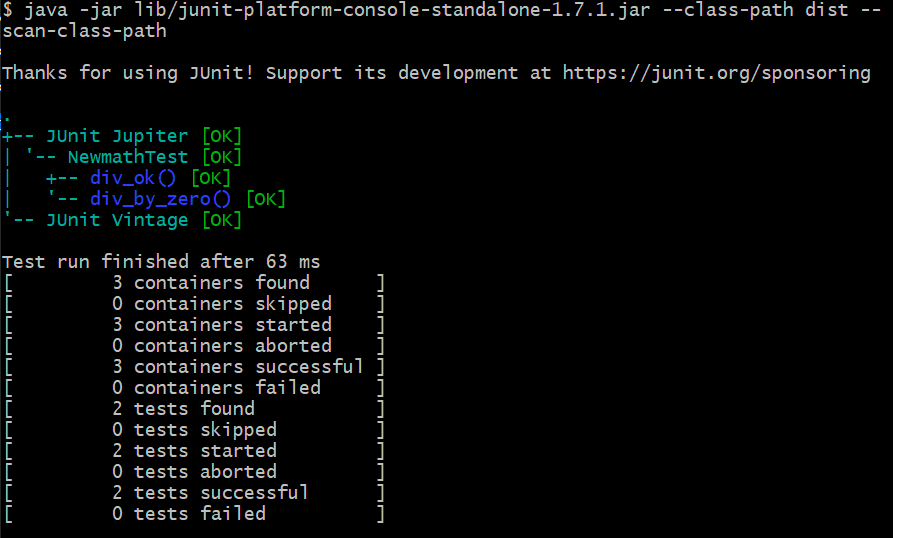 $ java -jar lib/junit-platform-console-standalone-1.7.1.jar --class-path dist --
scan-class-path

Thanks for using JUnit! Support its development at https://junit.org/sponsoring

.
+-- JUnit Jupiter [OK]
| '-- NewmathTest [OK]
|   +-- div_ok() [OK]
|   '-- div_by_zero() [OK]
'-- JUnit Vintage [OK]

Test run finished after 63 ms
[         3 containers found      ]
[         0 containers skipped    ]
[         3 containers started    ]
[         0 containers aborted    ]
[         3 containers successful ]
[         0 containers failed     ]
[         2 tests found           ]
[         0 tests skipped         ]
[         2 tests started         ]
[         0 tests aborted         ]
[         2 tests successful      ]
[         0 tests failed          ]